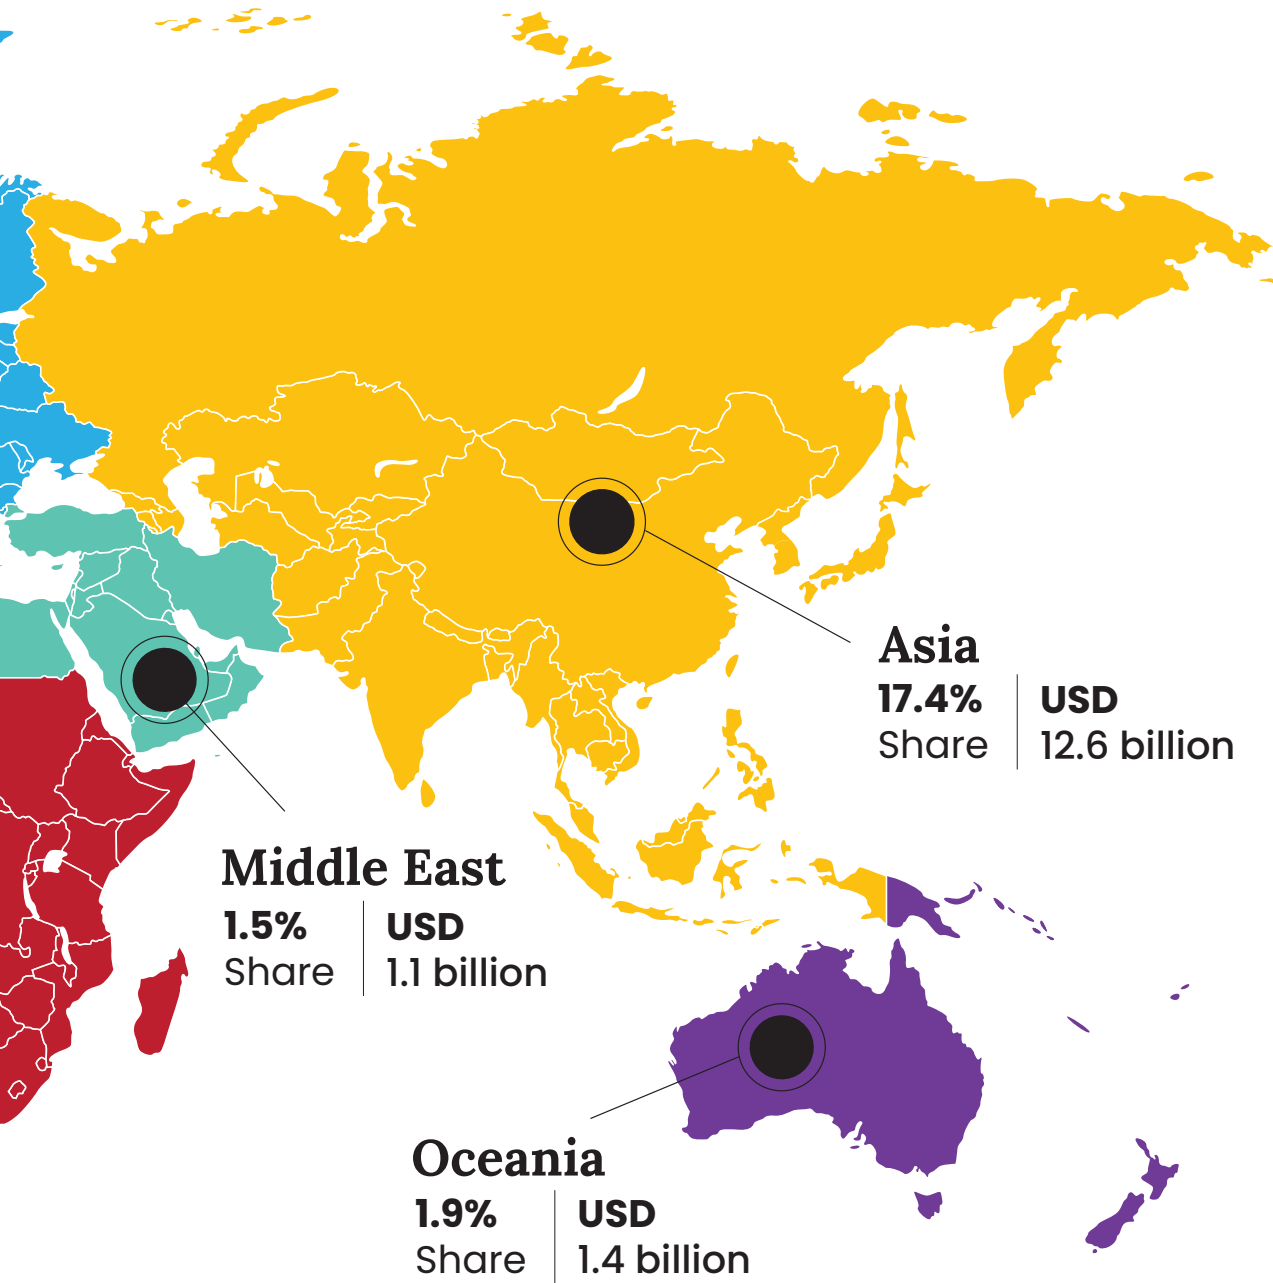 Asia
17.4%
Share
USD
12.6 billion
Middle East
1.5%
Share
USD
1.1 billion
Oceania
1.9%
Share
USD
1.4 billion